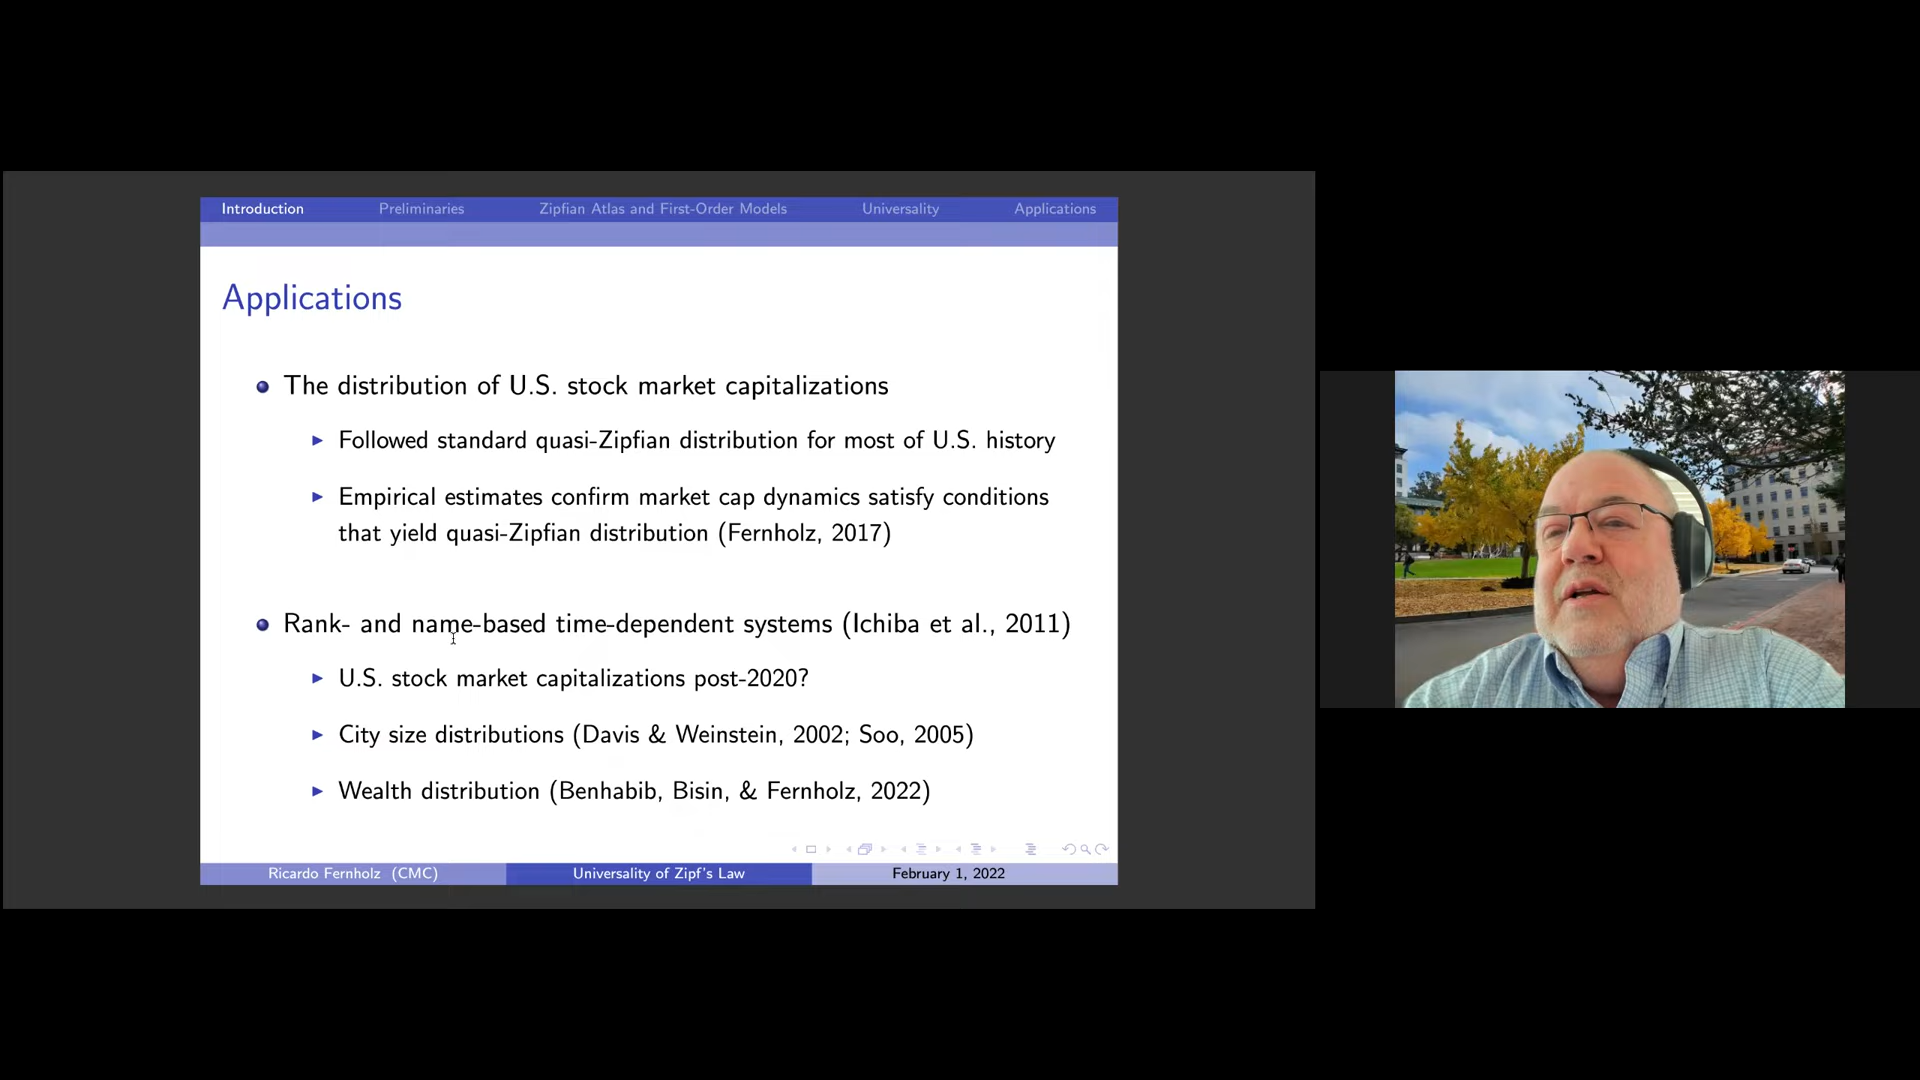 Introduction Preliminaries Zipfian Atlas and First-Order Models Universality Applications
Applications
The distribution of U.S. stock market capitalizations
Followed standard quasi-Zipfian distribution for most of U.S. history
Empirical estimates confirm market cap dynamics satisfy conditions
that yield quasi-Zipfian distribution (Fernholz, 2017)
Rank- and name-based time-dependent systems (Ichiba et al., 2011)
U.S. stock market capitalizations post-2020?
City size distributions (Davis & Weinstein, 2002; Soo, 2005)
Wealth distribution (Benhabib, Bisin, & Fernholz, 2022)
Ricardo Fernholz (CMC) Universality of Zipf's Law February 1, 2022